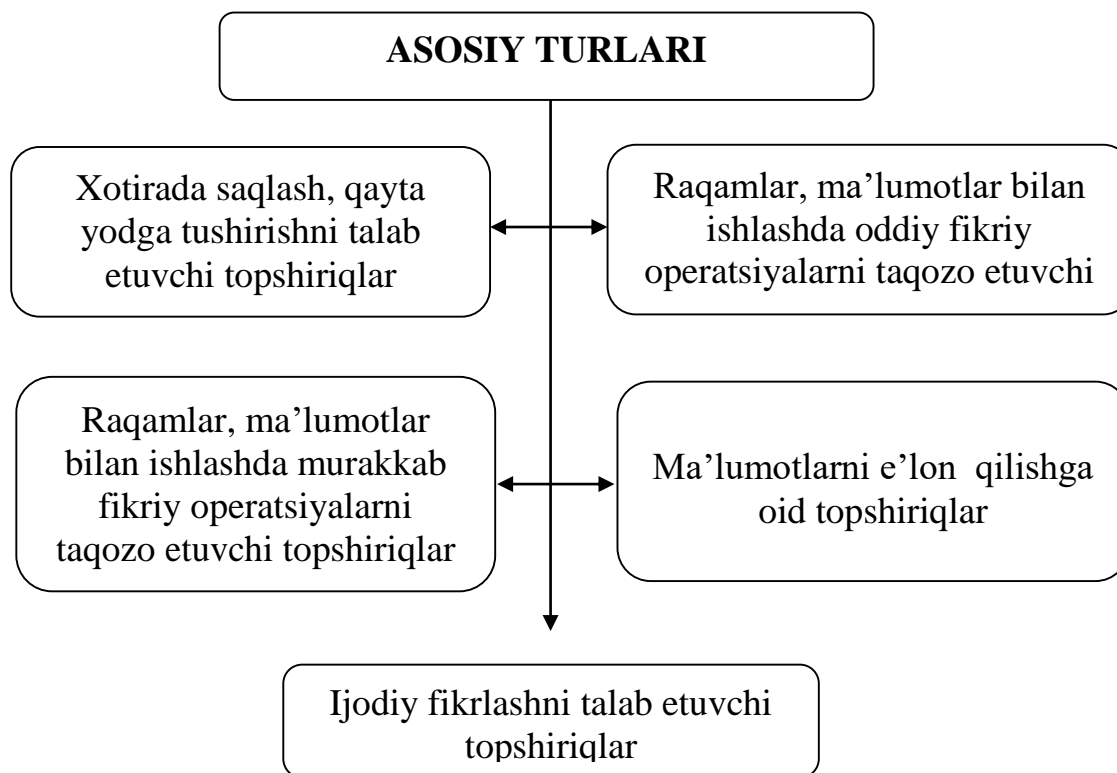 ASOSIY TURLARI
Xotirada saqlash, qayta
yodga tushirishni talab
etuvchi topshiriqlar
Raqamlar, ma’lumotlar bilan
ishlashda oddiy fikriy
operatsiyalarni taqozo etuvchi
Raqamlar, ma’lumotlar
bilan ishlashda murakkab
fikriy operatsiyalarni
taqozo etuvchi topshiriqlar
Ma’lumotlarni e’lon qilishga
oid topshiriqlar
Ijodiy fikrlashni talab etuvchi
topshiriqlar